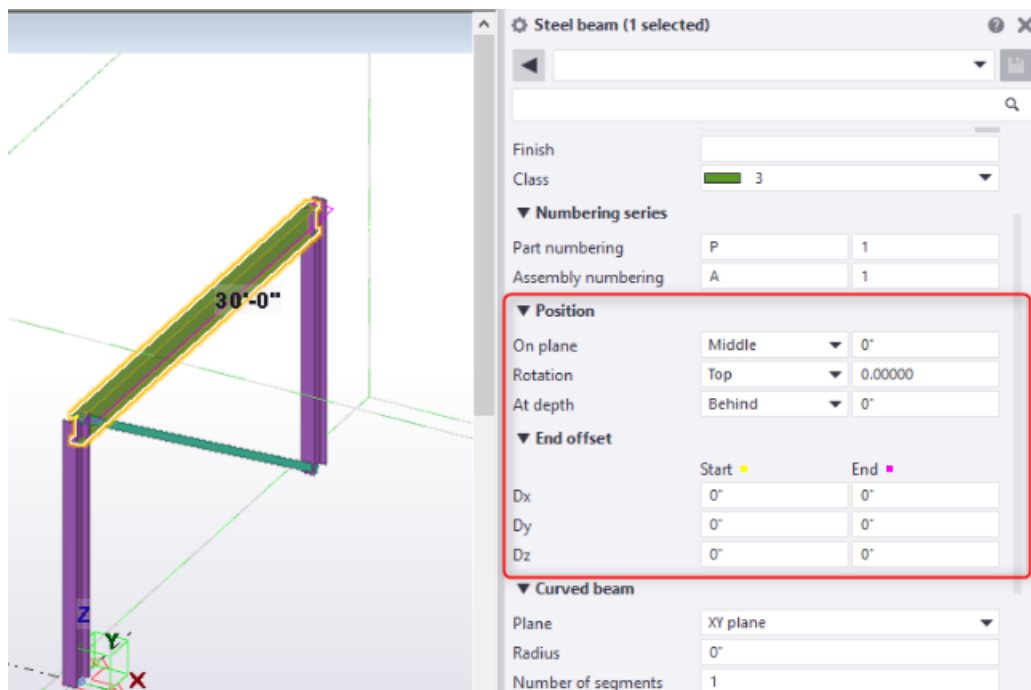 Steel beam (1 selected)
Finish
Class 3
Numbering series
Part numbering P 1
Assembly numbering A 1
Position
On plane Middle 0"
Rotation Top 0.00000
At depth Behind 0"
End offset
Start End
Dx 0" 0"
Dy 0" 0"
Dz 0" 0"
Curved beam
Plane XY plane
Radius 0"
Number of segments 1
30'-0"
Z
Y
X